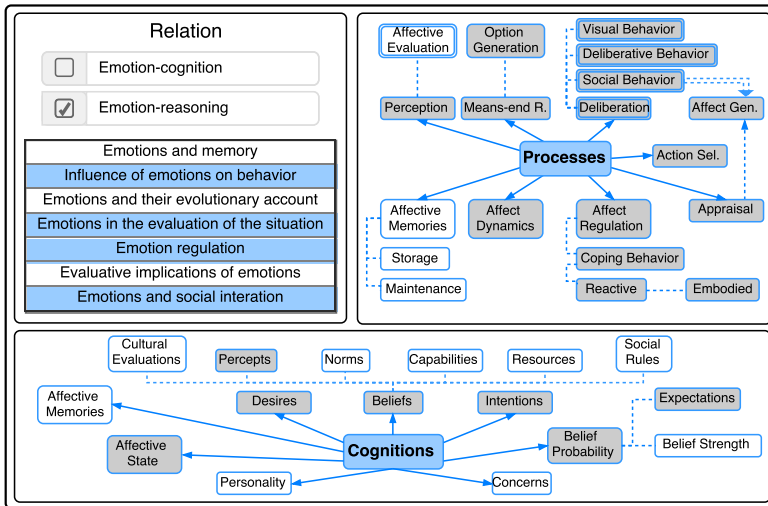 Relation
Emotion-cognition
Emotion-reasoning
Emotions and memory
Influence of emotions on behavior
Emotions and their evolutionary account
Emotions in the evaluation of the situation
Emotion regulation
Evaluative implications of emotions
Emotions and social interation
Affective
Evaluation
Option
Generation
Visual Behavior
Deliberative Behavior
Social Behavior
Perception
Means-end R.
Deliberation
Affect Gen.
Processes
Action Sel.
Affective
Memories
Affect
Dynamics
Affect
Regulation
Appraisal
Storage
Coping Behavior
Maintenance
Reactive
Embodied
Cultural
Evaluations
Percepts
Norms
Capabilities
Resources
Social
Rules
Affective
Memories
Desires
Beliefs
Intentions
Expectations
Affective
State
Cognitions
Belief
Probability
Belief Strength
Personality
Concerns